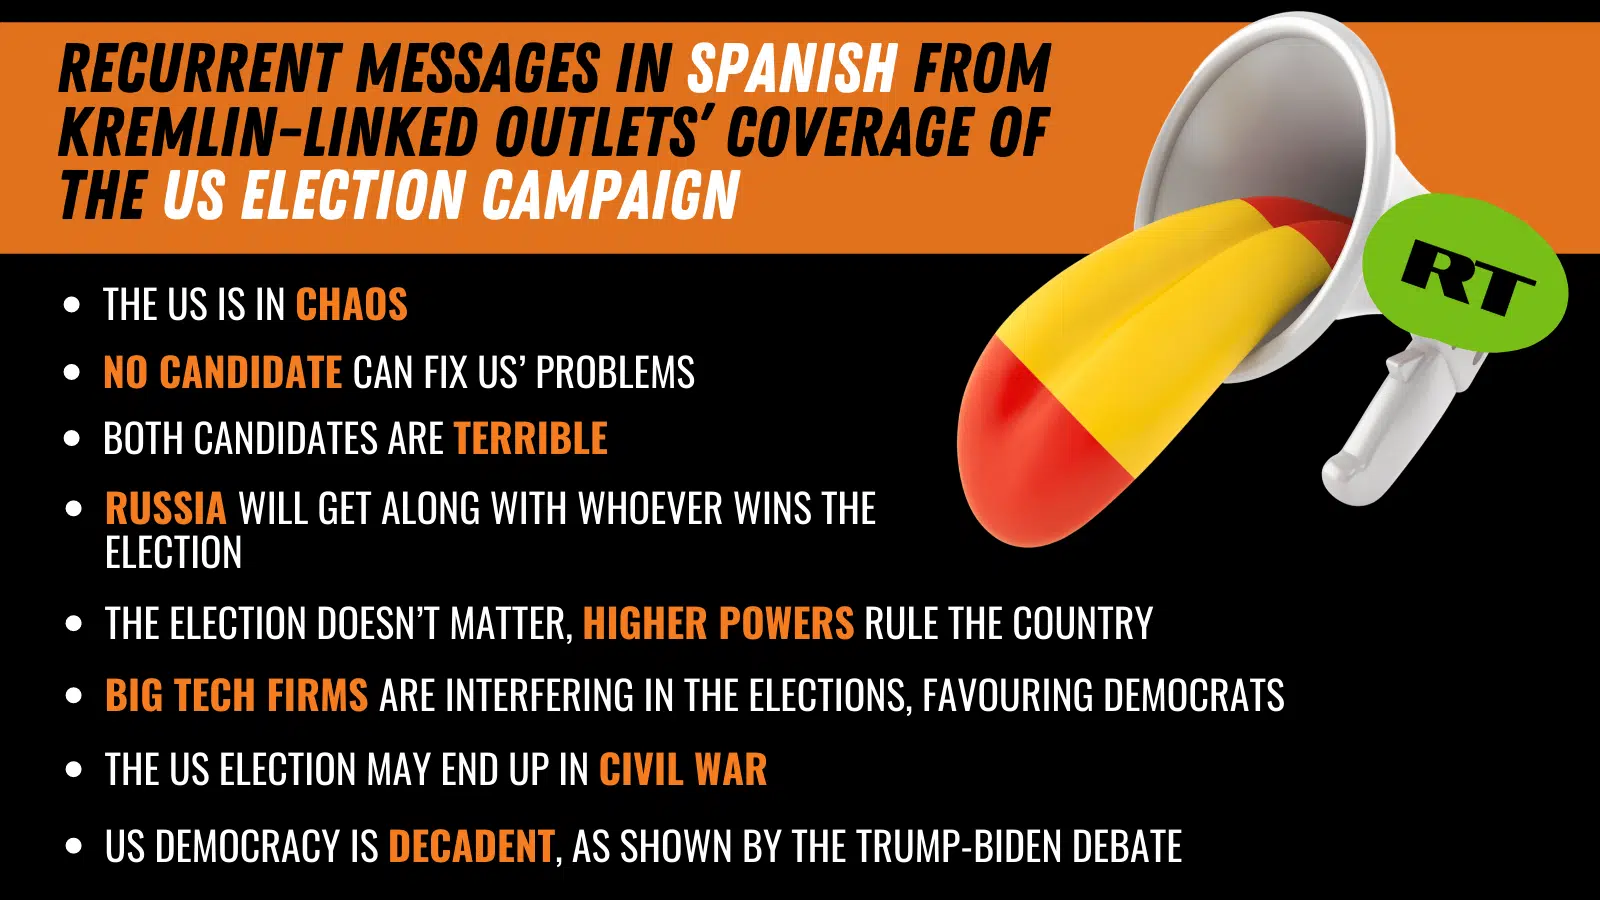 RECURRENT MESSAGES IN SPANISH FROM
KREMLIN-LINKED OUTLETS' COVERAGE OF
THE US ELECTION CAMPAIGN
RT
• THE US IS IN CHAOS
• NO CANDIDATE CAN FIX US' PROBLEMS
• BOTH CANDIDATES ARE TERRIBLE
• RUSSIA WILL GET ALONG WITH WHOEVER WINS THE
ELECTION
• THE ELECTION DOESN'T MATTER, HIGHER POWERS RULE THE COUNTRY
• BIG TECH FIRMS ARE INTERFERING IN THE ELECTIONS, FAVOURING DEMOCRATS
• THE US ELECTION MAY END UP IN CIVIL WAR
• US DEMOCRACY IS DECADENT, AS SHOWN BY THE TRUMP-BIDEN DEBATE